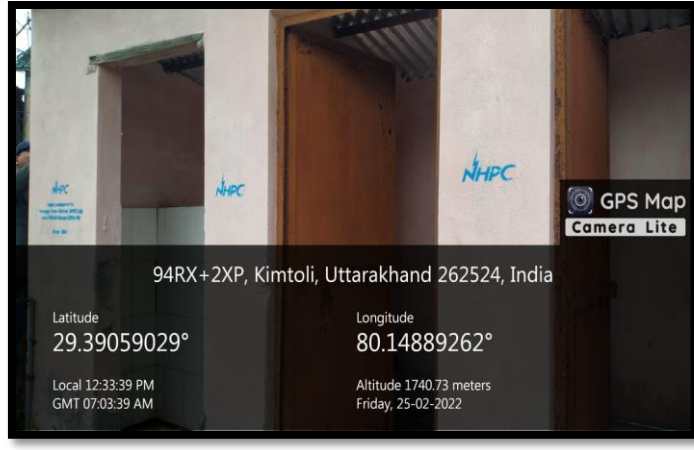 NHPC
NHPC
NHPC
GPS Map
Camera Lite
94RX+2XP, Kimtoli, Uttarakhand 262524, India
Latitude
29.39059029°
Longitude
80.14889262°
Local 12:33:39 PM
GMT 07:03:39 AM
Altitude 1740.73 meters
Friday, 25-02-2022